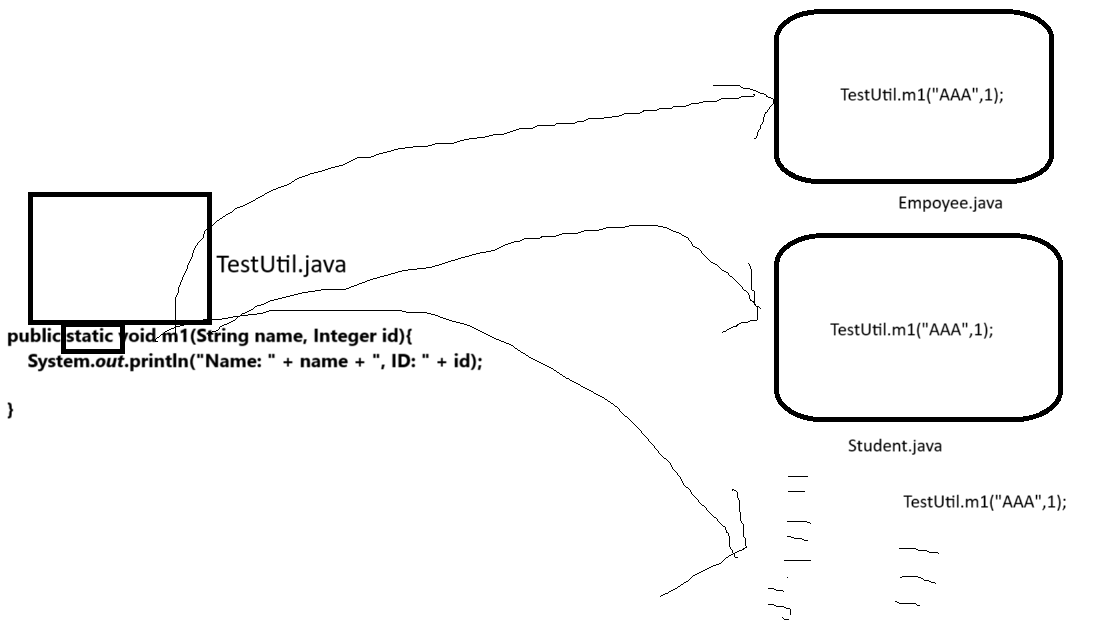 TestUtil.m1("AAA",1);
Empoyee.java
TestUtil.java
public static void m1(String name, Integer id){
System.out.println("Name: " + name + ", ID: " + id);
}
TestUtil.m1("AAA",1);
Student.java
TestUtil.m1("AAA",1);